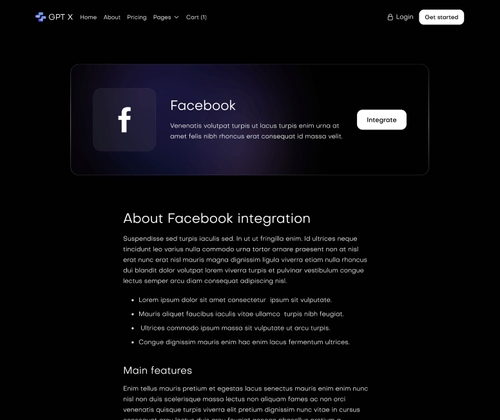 GPT X Home About Pricing Pages Cart (1) Login Get started
Facebook
Venenatis volutpat turpis ut lacus turpis enim urna at
amet felis nibh rhoncus erat consequat id massa velit.
Integrate
About Facebook integration
Suspendisse sed turpis iaculis sed. In ut ut fringilla enim. Id ultrices neque
tincidunt leo varius nulla commodo urna tortor ornare praesent non at nisl
erat nunc erat nisl mauris magna dignissim ligula viverra etiam nulla rhoncus
dui blandit dolor volutpat lorem viverra turpis et pulvinar vestibulum congue
lectus semper arcu diam consequat adipiscing nisl.
• Lorem ipsum dolor sit amet consectetur ipsum sit vulputate.
• Mauris aliquet faucibus iaculis vitae ullamco turpis nibh feugiat.
• Ultrices commodo ipsum massa sit vulputate ut arcu turpis.
• Congue dignissim mauris enim hac enim lacus fermentum ultrices.
Main features
Enim tellus mauris pretium et egestas lacus senectus mauris enim enim nunc
nisl non duis scelerisque massa lectus non aliquam fames ac non orci
venenatis quisque turpis viverra elit pretium dignissim nunc vitae in cursus